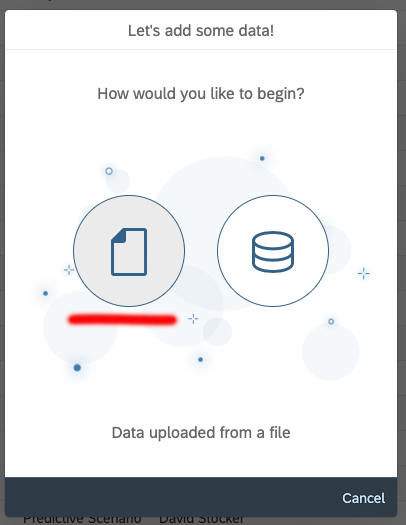 Let's add some data!
How would you like to begin?
Data uploaded from a file
Cancel
Predictive Scenario David Stocker